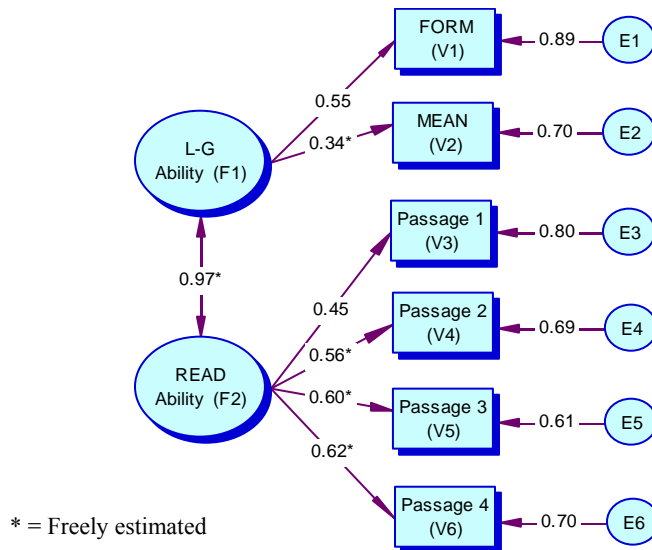 FORM
(V1)
0.89
E1
0.55
MEAN
(V2)
0.70
E2
0.34*
L-G
Ability (F1)
Passage 1
(V3)
0.80
E3
0.97*
0.45
Passage 2
(V4)
0.69
E4
0.56*
READ
Ability (F2)
0.60*
Passage 3
(V5)
0.61
E5
0.62*
Passage 4
(V6)
0.70
E6
* = Freely estimated